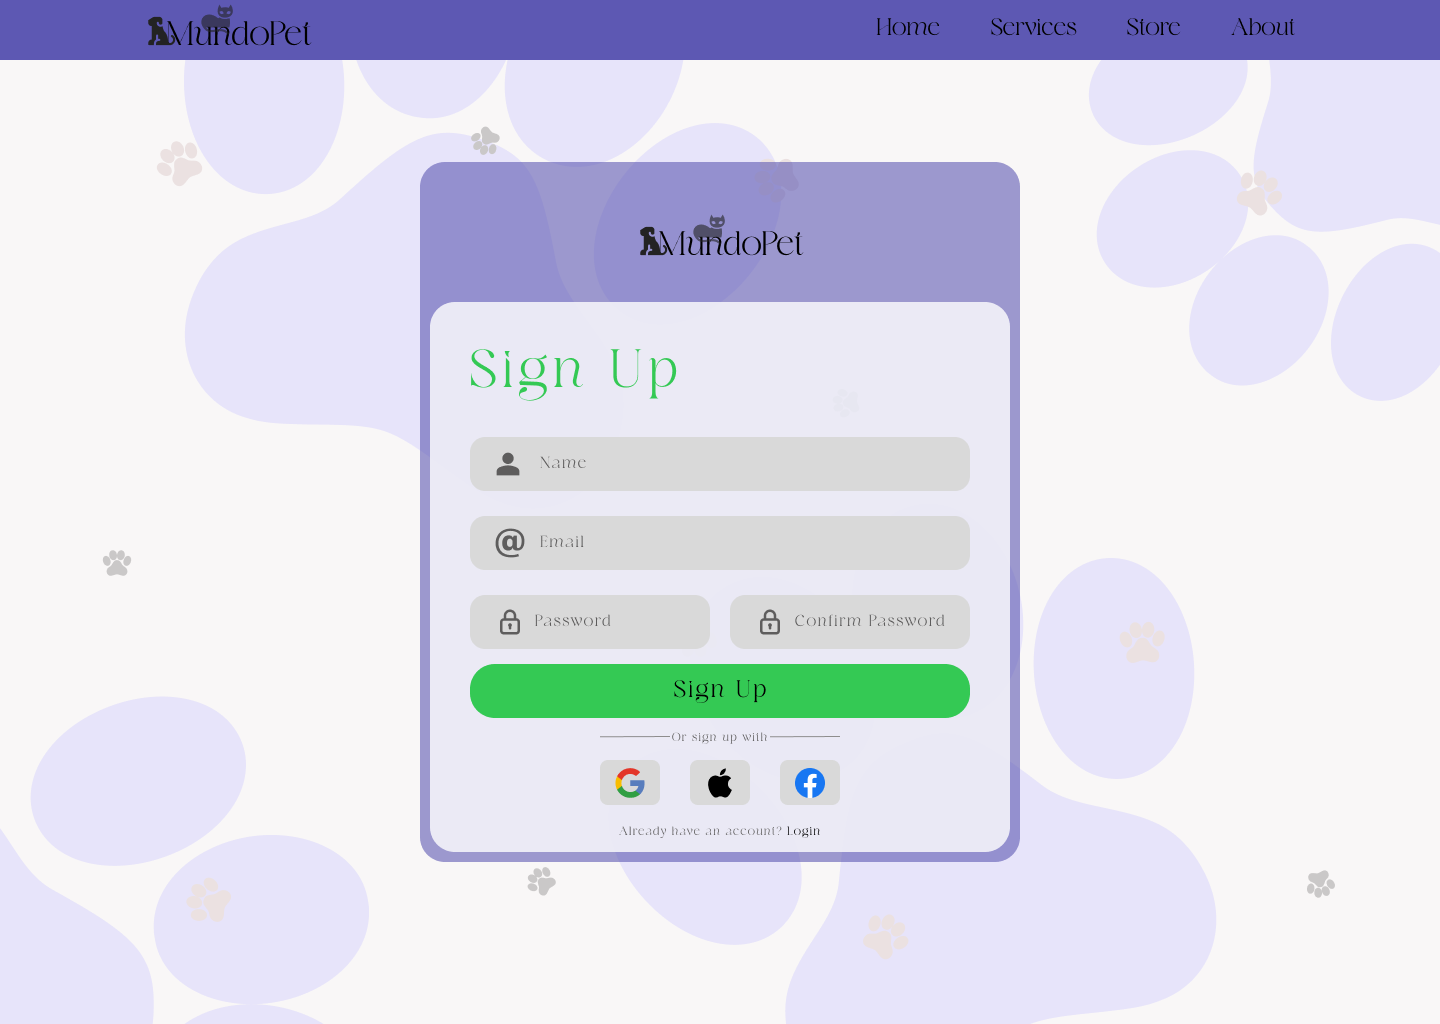 MundoPet
Home Services Store About
MundoPet
Sign Up
Name
@ Email
Password
Confirm Password
Sign Up
Or sign up with
Already have an account? Login